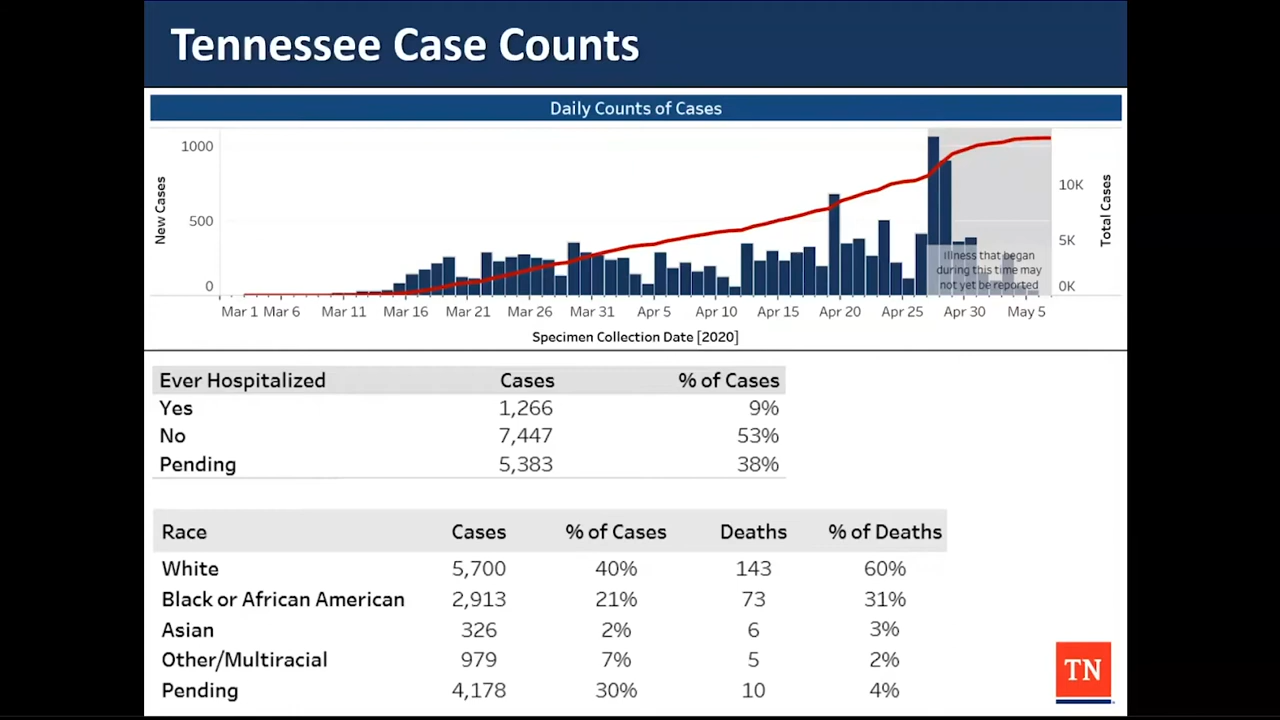 Tennessee Case Counts
Daily Counts of Cases
1000
500
0
New Cases
10K
5K
0K
Total Cases
Illness that began
during this time may
not yet be reported
Mar 1 Mar 6 Mar 11 Mar 16 Mar 21 Mar 26 Mar 31 Apr 5 Apr 10 Apr 15 Apr 20 Apr 25 Apr 30 May 5
Specimen Collection Date [2020]
Ever Hospitalized Cases % of Cases
Yes 1,266 9%
No 7,447 53%
Pending 5,383 38%
Race Cases % of Cases Deaths % of Deaths
White 5,700 40% 143 60%
Black or African American 2,913 21% 73 31%
Asian 326 2% 6 3%
Other/Multiracial 979 7% 5 2%
Pending 4,178 30% 10 4%
TN